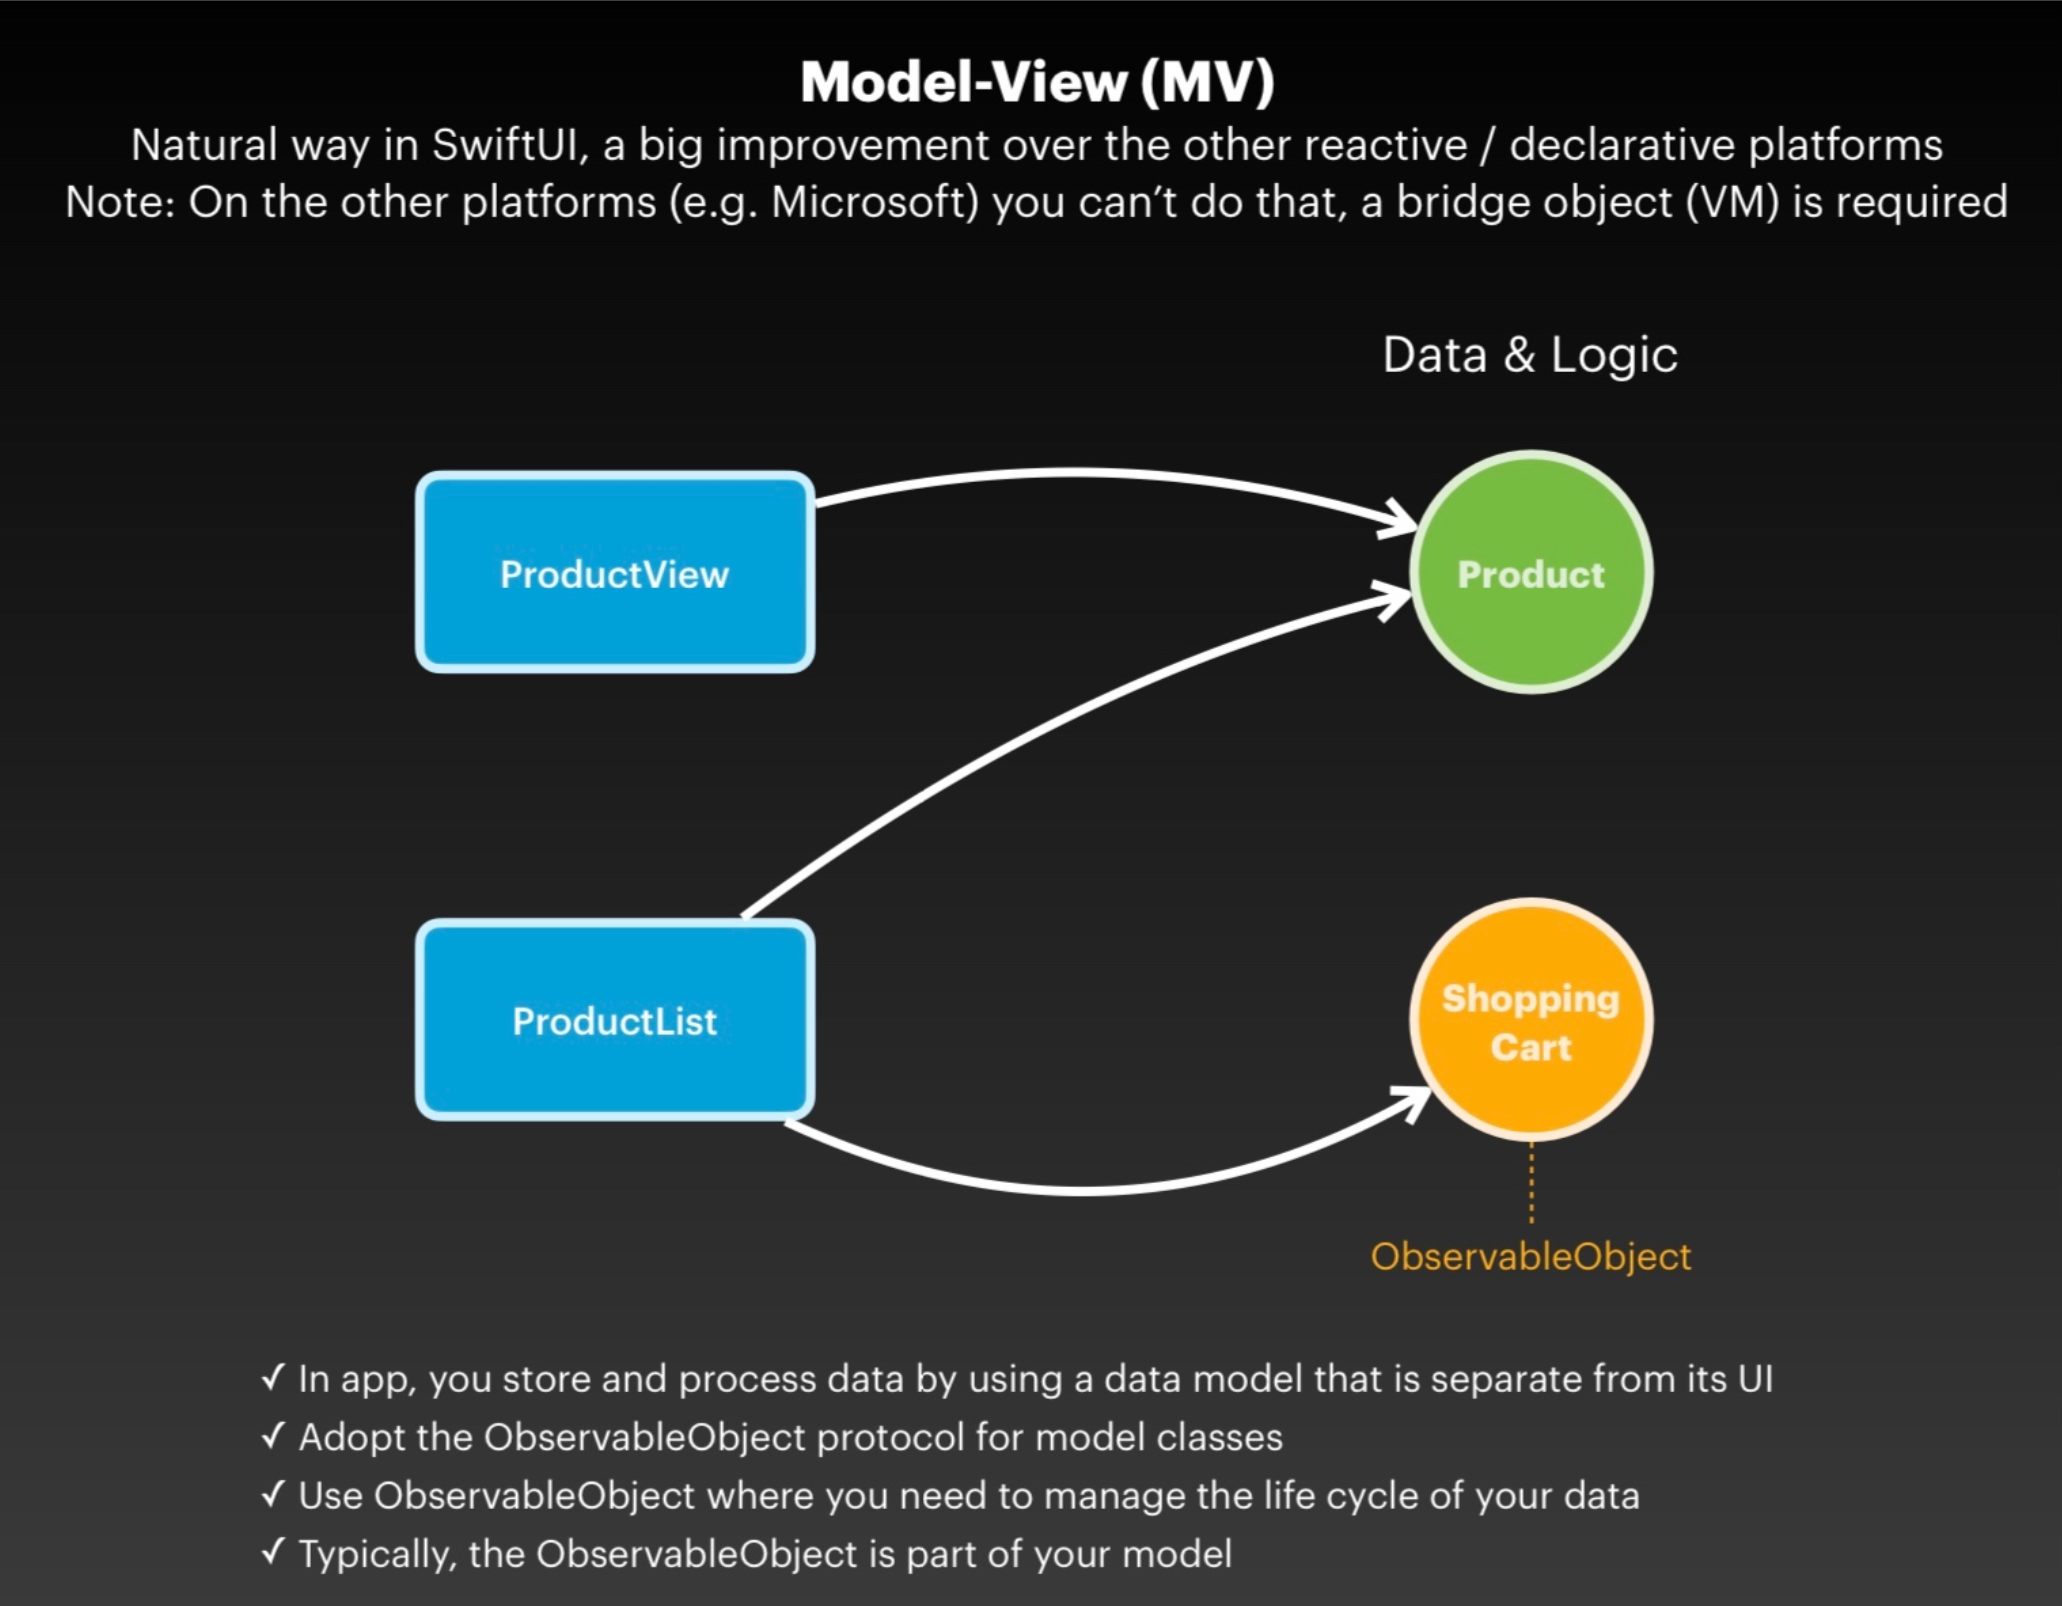 Model-View (MV)
Natural way in SwiftUI, a big improvement over the other reactive / declarative platforms
Note: On the other platforms (e.g. Microsoft) you can’t do that, a bridge object (VM) is required
Data & Logic
ProductView
Product
ProductList
Shopping
Cart
ObservableObject
✓ In app, you store and process data by using a data model that is separate from its UI
✓ Adopt the ObservableObject protocol for model classes
✓ Use ObservableObject where you need to manage the life cycle of your data
✓ Typically, the ObservableObject is part of your model